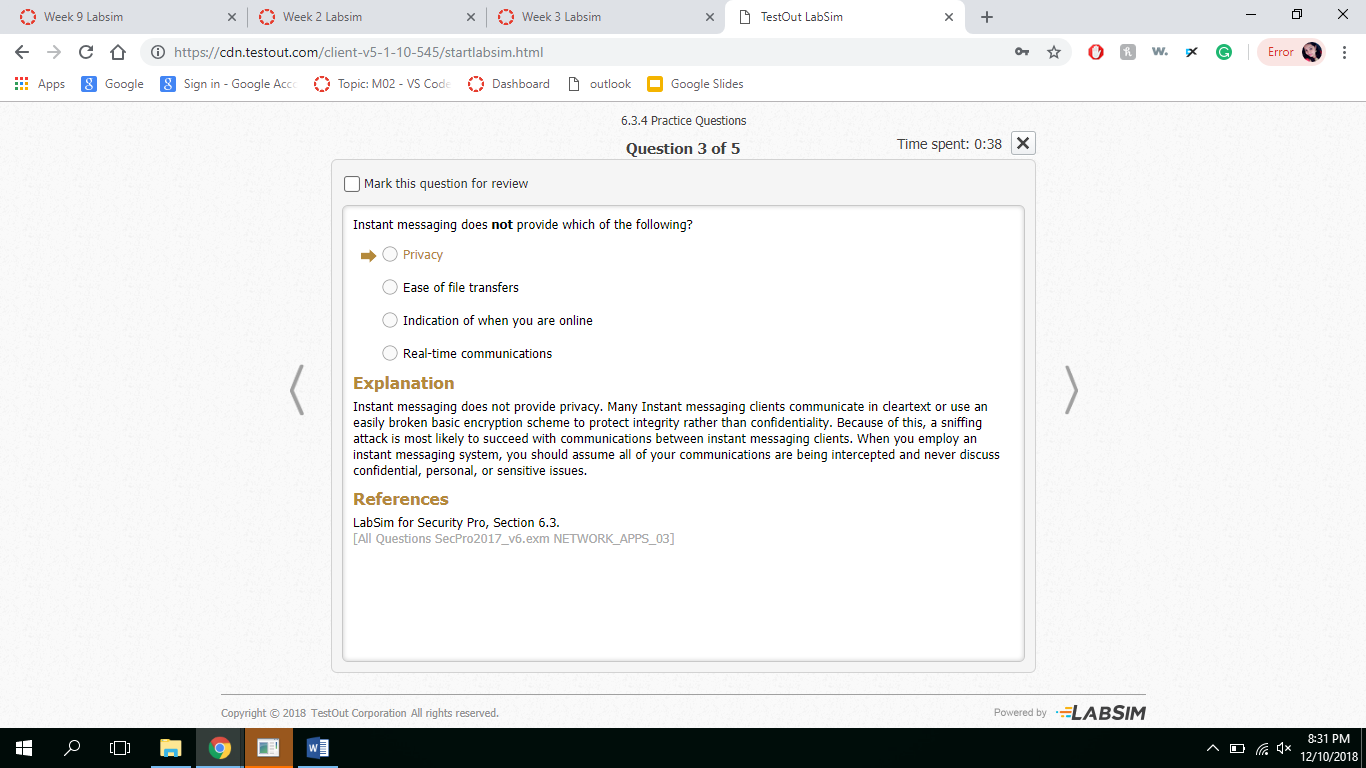 Week 9 Labsim
Week 2 Labsim
Week 3 Labsim
TestOut LabSim
https://cdn.testout.com/client-v5-1-10-545/startlabsim.html
Error
Apps
Google
Sign in - Google Acco
Topic: M02 - VS Code
Dashboard
outlook
Google Slides
6.3.4 Practice Questions
Question 3 of 5
Time spent: 0:38
Mark this question for review
Instant messaging does not provide which of the following?
Privacy
Ease of file transfers
Indication of when you are online
Real-time communications
Explanation
Instant messaging does not provide privacy. Many Instant messaging clients communicate in cleartext or use an
easily broken basic encryption scheme to protect integrity rather than confidentiality. Because of this, a sniffing
attack is most likely to succeed with communications between instant messaging clients. When you employ an
instant messaging system, you should assume all of your communications are being intercepted and never discuss
confidential, personal, or sensitive issues.
References
LabSim for Security Pro, Section 6.3.
[All Questions SecPro2017_v6.exm NETWORK_APPS_03]
Copyright © 2018 TestOut Corporation All rights reserved.
Powered by LABSIM
8:31 PM
12/10/2018